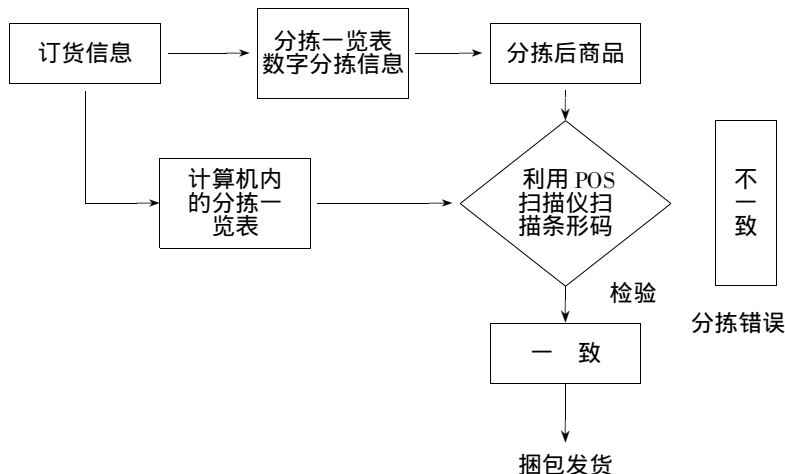 订货信息
分拣一览表
数字分拣信息
分拣后商品
计算机内
的分拣一
览表
利用 POS
扫描仪扫
描条形码
不
一
致
检验
分拣错误
一 致
捆包发货